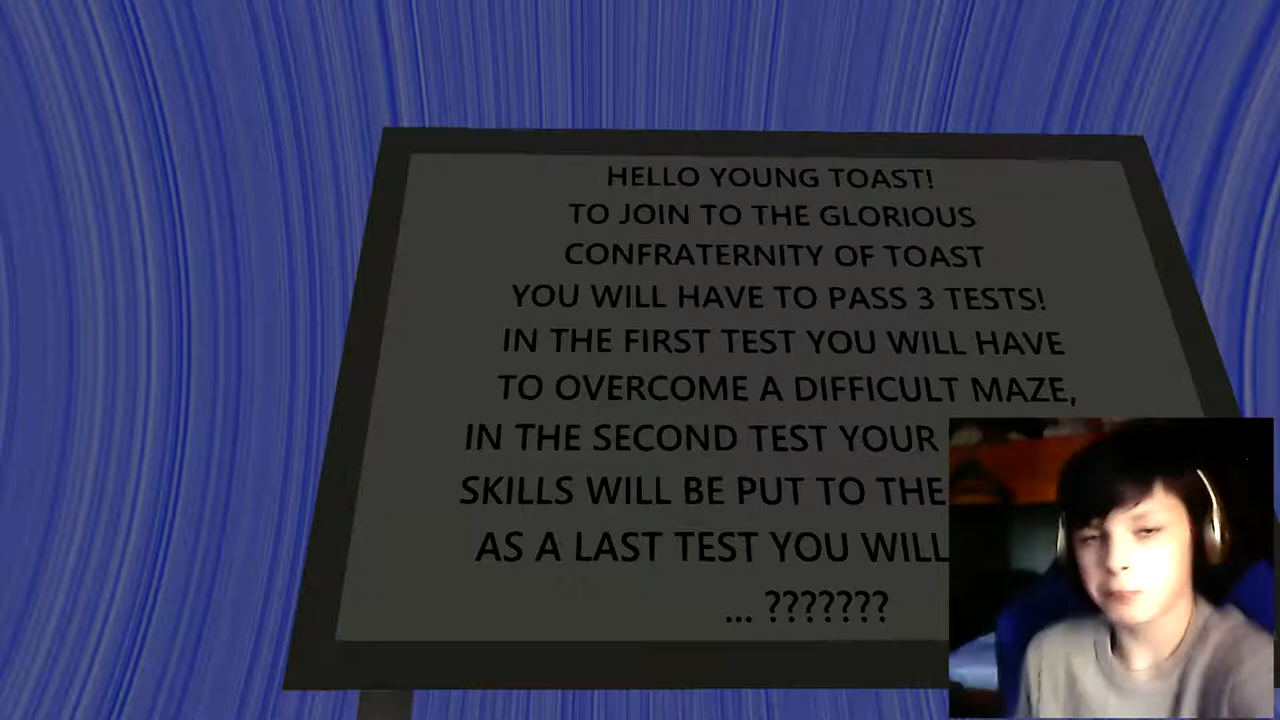 HELLO YOUNG TOAST!
TO JOIN TO THE GLORIOUS
CONFRATERNITY OF TOAST
YOU WILL HAVE TO PASS 3 TESTS!
IN THE FIRST TEST YOU WILL HAVE
TO OVERCOME A DIFFICULT MAZE,
IN THE SECOND TEST YOUR
SKILLS WILL BE PUT TO THE
AS A LAST TEST YOU WILL
... ???????